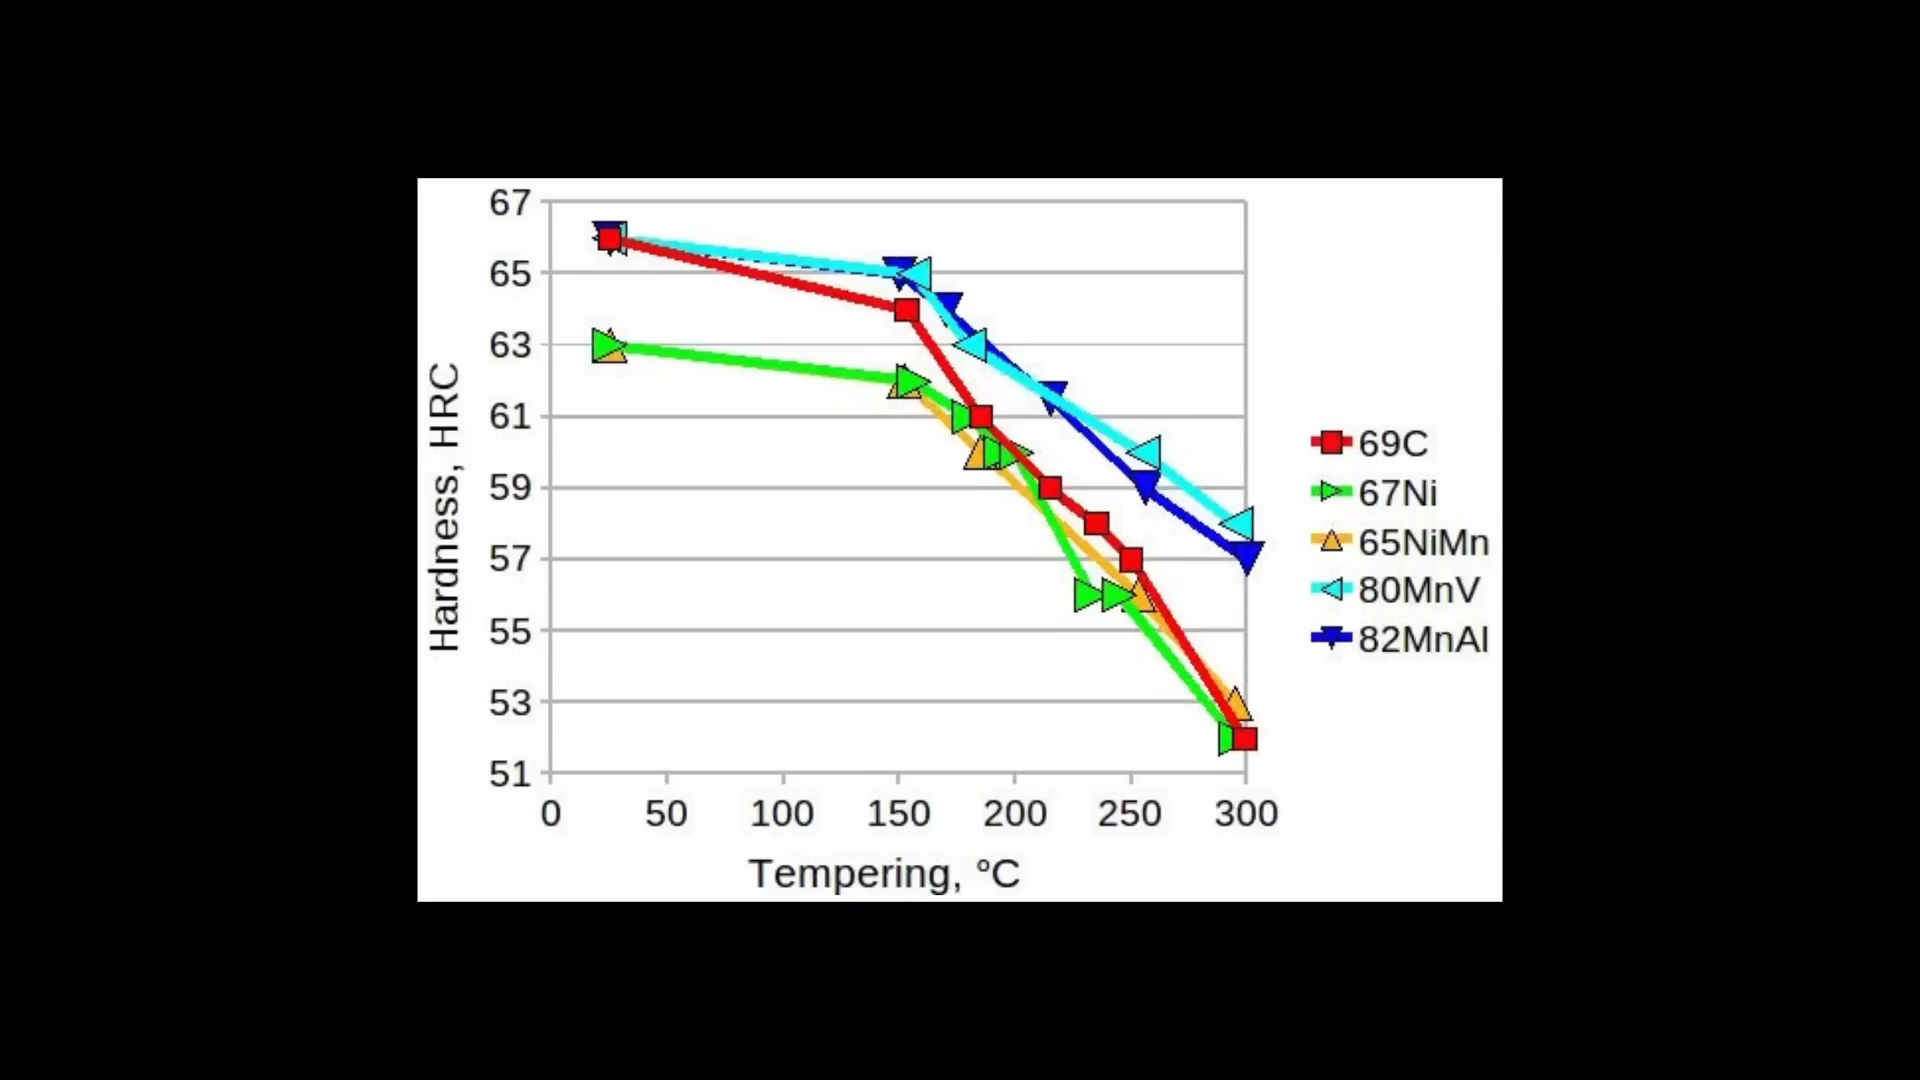 67
65
63
61
59
57
55
53
51
Hardness, HRC
0 50 100 150 200 250 300
Tempering, °C
69C
67Ni
65NiMn
80MnV
82MnAl